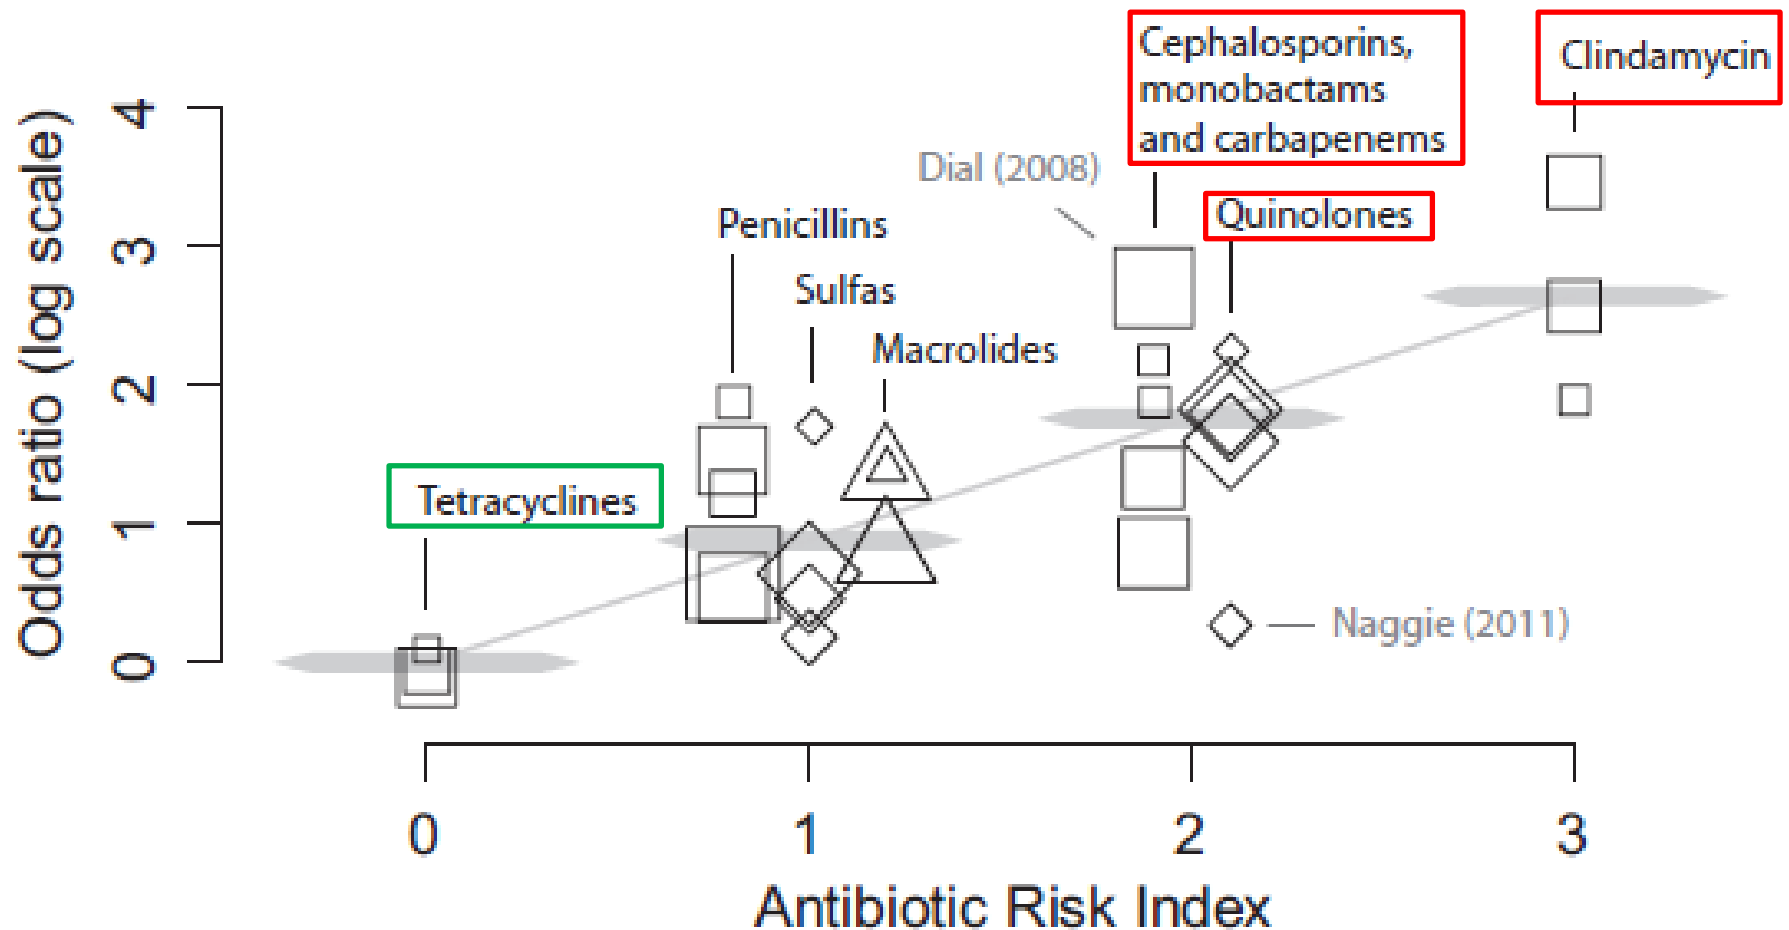 Cephalosporins,
monobactams
and carbapenems
Clindamycin
Dial (2008)
Quinolones
Penicillins
Sulfas
Macrolides
Tetracyclines
Naggie (2011)
Odds ratio (log scale)
4
3
2
1
0
0
1
2
3
Antibiotic Risk Index